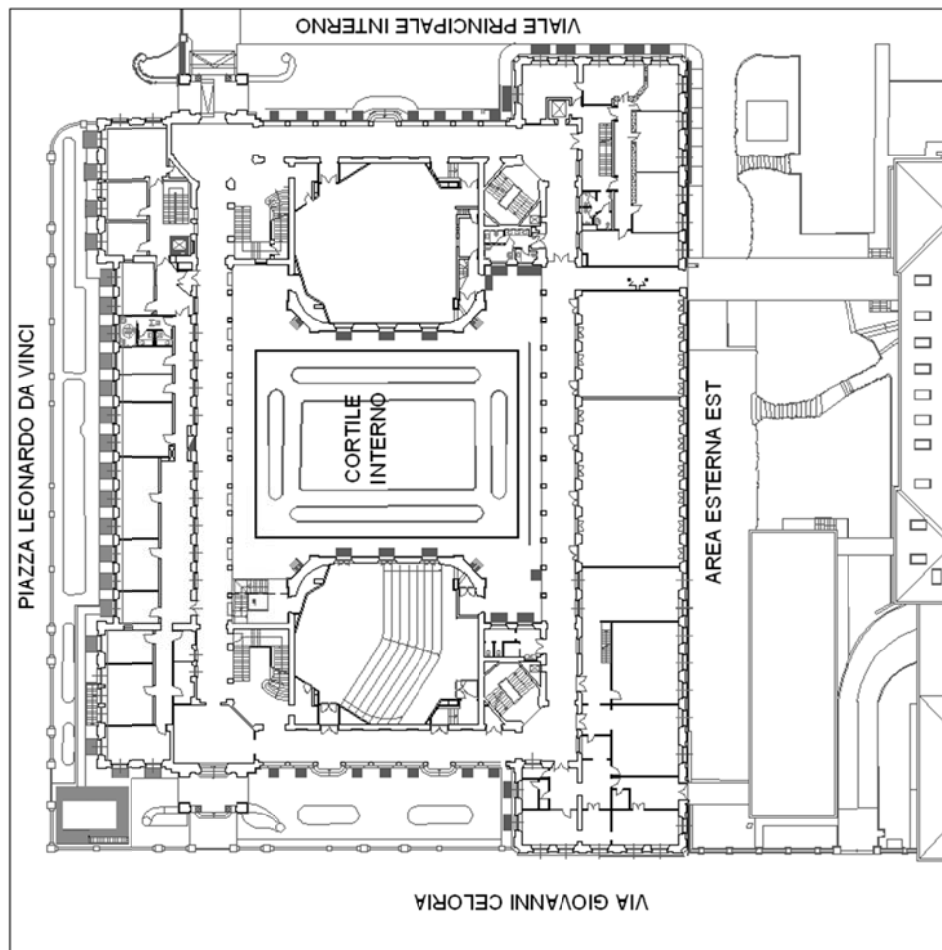 VIALE PRINCIPALE INTERNO
PIAZZA LEONARDO DA VINCI
CORTILE
INTERNO
AREA ESTERNA EST
VIA GIOVANNI CELORIA